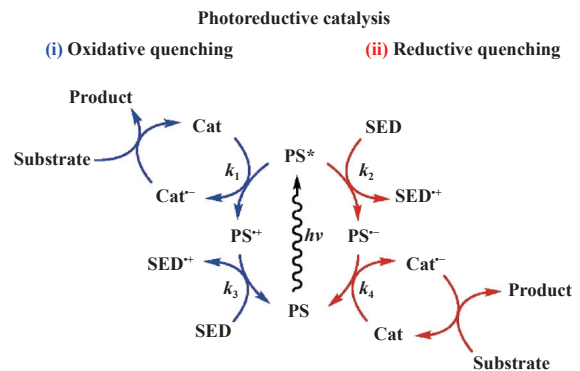 Photoreductive catalysis
(i) Oxidative quenching
(ii) Reductive quenching
Product
Cat
SED
Substrate
PS*
k₁
k₂
Cat•−
SED•+
PS•+
hν
PS•−
SED•+
Cat•−
k₃
k₄
Product
PS
SED
Cat
Substrate